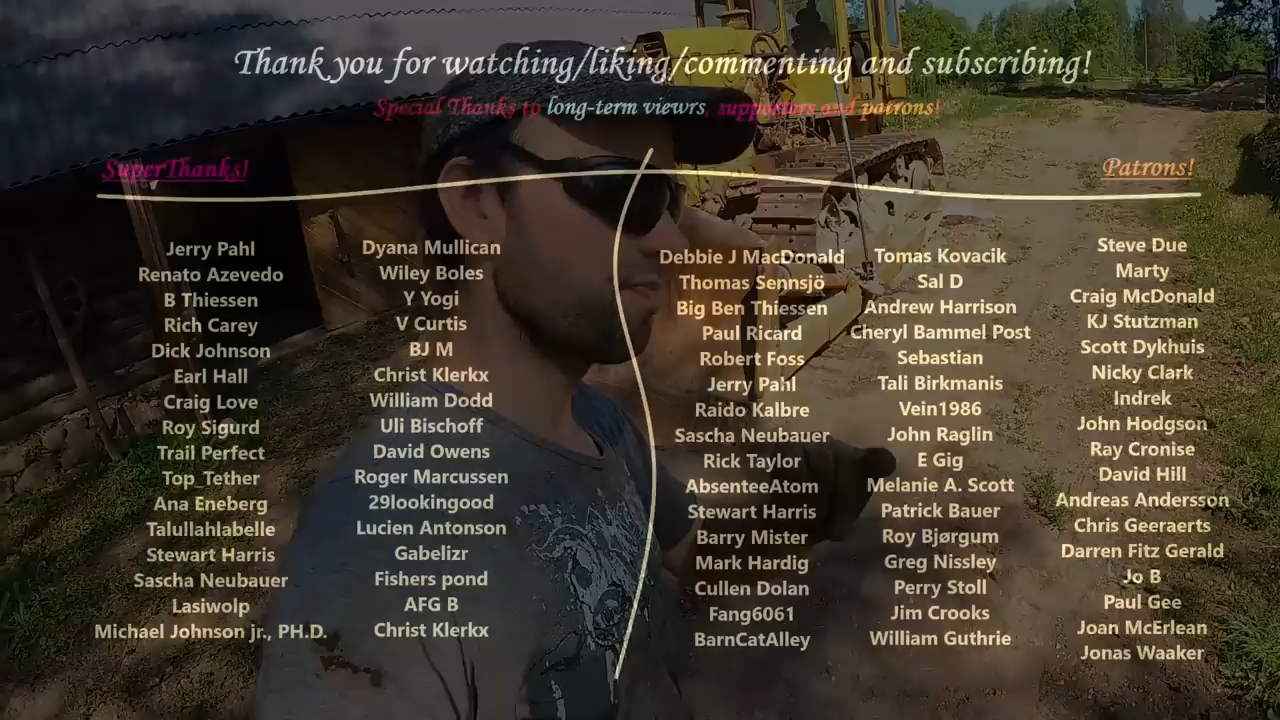 Thank you for watching/liking/commenting and subscribing!
Special Thanks to long-term viewrs, supporters and patrons!
SuperThanks!
Jerry Pahl
Renato Azevedo
B Thiessen
Rich Carey
Dick Johnson
Earl Hall
Craig Love
Roy Sigurd
Trail Perfect
Top_Tether
Ana Eneberg
Talullahlabelle
Stewart Harris
Sascha Neubauer
Lasiwolp
Michael Johnson jr., PH.D.
Dyana Mullican
Wiley Boles
Y Yogi
V Curtis
BJ M
Christ Klerkx
William Dodd
Uli Bischoff
David Owens
Roger Marcussen
29lookingood
Lucien Antonson
Gabelizr
Fishers pond
AFG B
Christ Klerkx
Patrons!
Debbie J MacDonald
Thomas Sennsjö
Big Ben Thiessen
Paul Ricard
Robert Foss
Jerry Pahl
Raido Kalbre
Sascha Neubauer
Rick Taylor
AbsenteeAtom
Stewart Harris
Barry Mister
Mark Hardig
Cullen Dolan
Fang6061
BarnCatAlley
Tomas Kovacik
Sal D
Andrew Harrison
Cheryl Bammel Post
Sebastian
Tali Birkmanis
Vein1986
John Raglin
E Gig
Melanie A. Scott
Patrick Bauer
Roy Bjørgum
Greg Nissley
Perry Stoll
Jim Crooks
William Guthrie
Steve Due
Marty
Craig McDonald
KJ Stutzman
Scott Dykhuis
Nicky Clark
Indrek
John Hodgson
Ray Cronise
David Hill
Andreas Andersson
Chris Geeraerts
Darren Fitz Gerald
Jo B
Paul Gee
Joan McErlean
Jonas Waaker